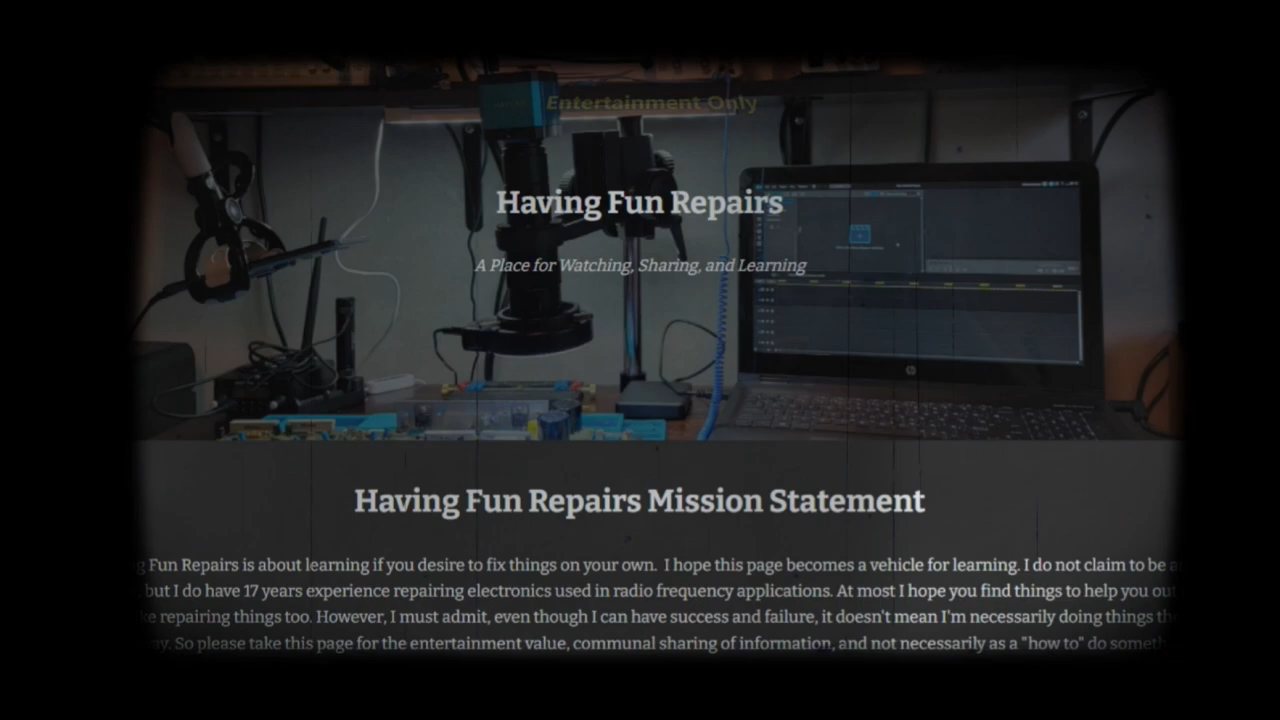 Entertainment Only
Having Fun Repairs
A Place for Watching, Sharing, and Learning
Having Fun Repairs Mission Statement
Fun Repairs is about learning if you desire to fix things on your own. I hope this page becomes a vehicle for learning. I do not claim to be
but I do have 17 years experience repairing electronics used in radio frequency applications. At most I hope you find things to help you out
repairing things too. However, I must admit, even though I can have success and failure, it doesn't mean I'm necessarily doing things
So please take this page for the entertainment value, communal sharing of information, and not necessarily as a "how to" do